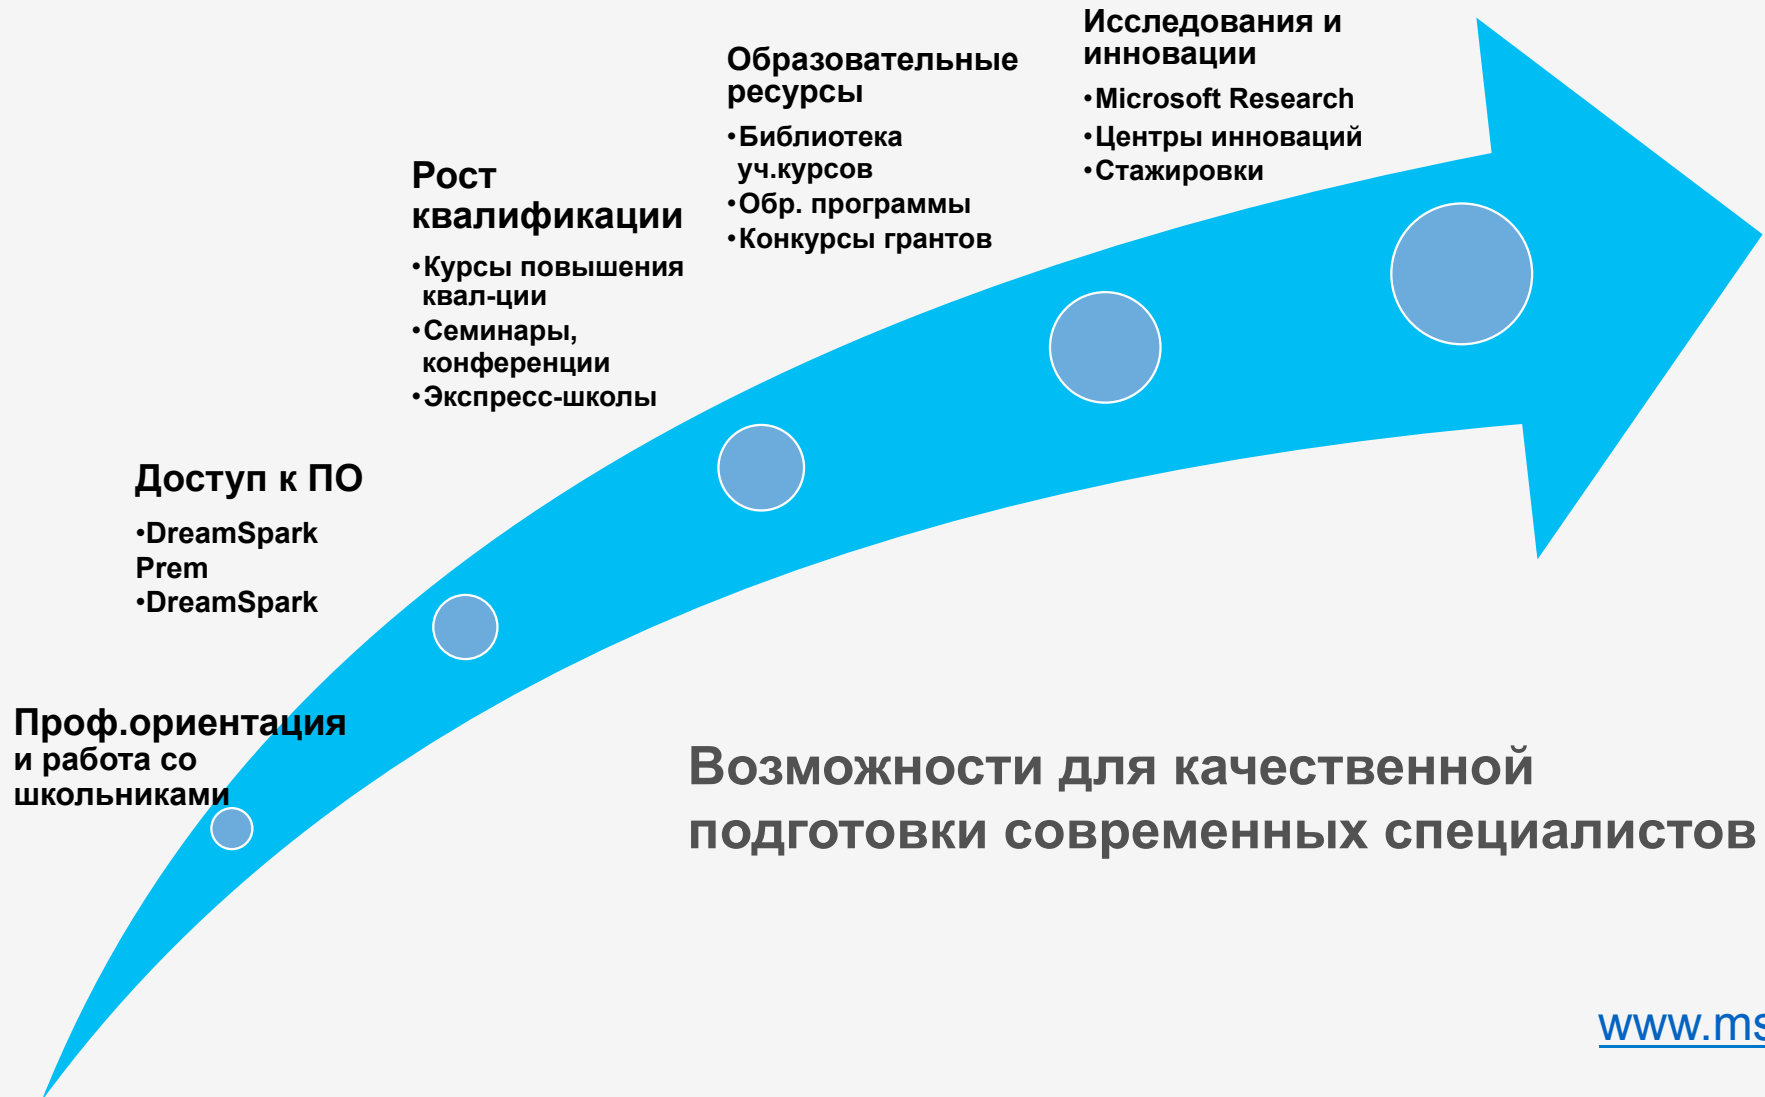 Исследования и
инновации
•Microsoft Research
•Центры инноваций
•Стажировки
Образовательные
ресурсы
•Библиотека
уч.курсов
•Обр. программы
•Конкурсы грантов
Рост
квалификации
•Курсы повышения
квал-ции
•Семинары,
конференции
•Экспресс-школы
Доступ к ПО
•DreamSpark
Prem
•DreamSpark
Проф.ориентация
и работа со
школьниками
Возможности для качественной
подготовки современных специалистов